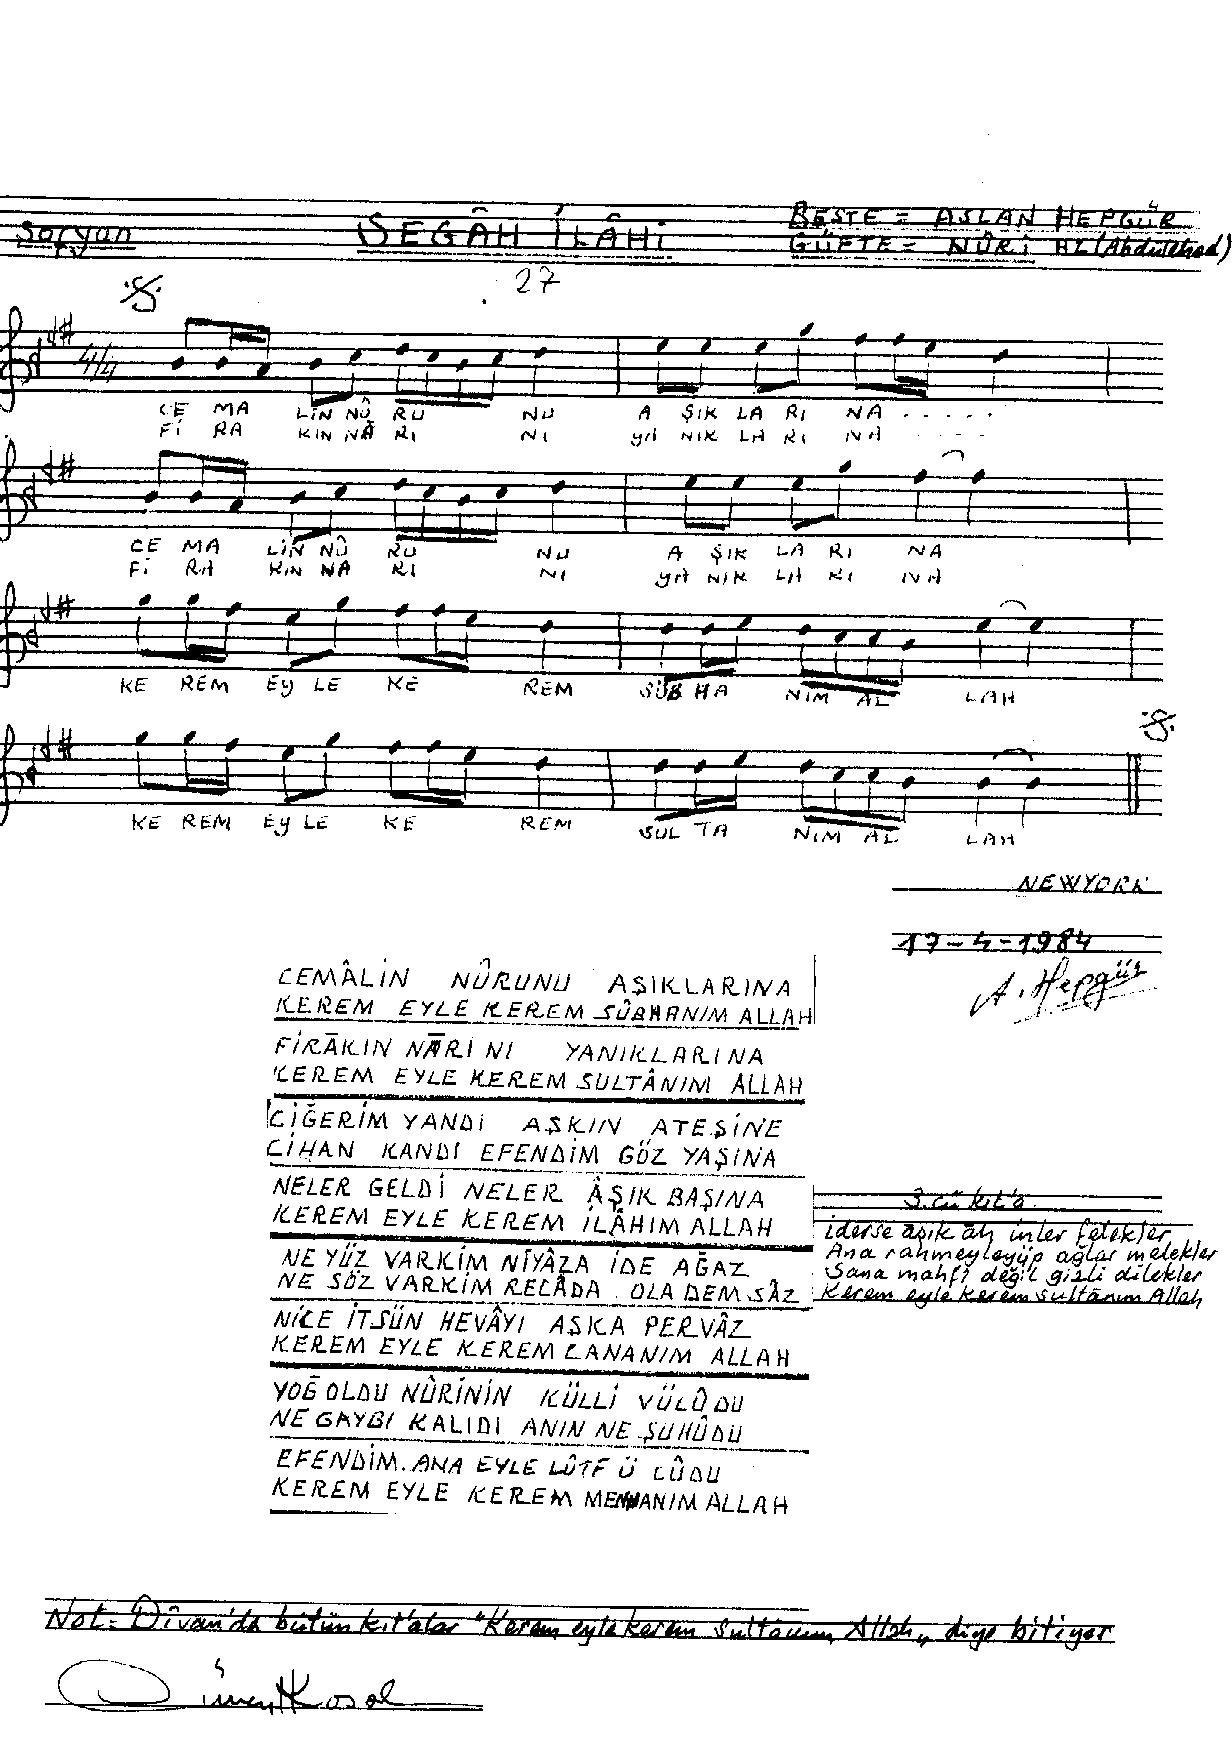 Sofyan
SEGÂH İLÂHİ
BESTE = ASLAN HEPGÜR
GÜFTE = NÛRİ HZ (Abdülehad)
27
4/4
CE MA LİN NÛ RU NU A ŞIK LA RI NA . . . . .
Fİ RA KIN NÂ RI NI YA NIK LA RI NA . . . .
CE MA LİN NÛ RU NU A ŞIK LA RI NA
Fİ RA KIN NA RI NI YA NIK LA RI NA
KE REM EY LE KE REM SÜB HA NIM AL LAH
KE REM EY LE KE REM SUL TA NIM AL LAH
NEWYORK
17-4-1984
A. Hepgür
CEMÂLİN NÛRUNU AŞIKLARINA
KEREM EYLE KEREM SÛBHANIM ALLAH
FİRÂKIN NÂRINI YANIKLARINA
KEREM EYLE KEREM SULTÂNIM ALLAH
CİĞERİM YANDI AŞKIN ATEŞİNE
CİHAN KANDI EFENDİM GÖZ YAŞINA
NELER GELDİ NELER ÂŞIK BAŞINA
KEREM EYLE KEREM İLÂHIM ALLAH
3.cü kıt'a
iderse aşık ah inler felekler
Ana rahmeyleyüp ağlar melekler
Sana mahfi değil gizli dilekler
Kerem eyle kerem sultânım Allah
NE YÜZ VARKİM NİYÂZA İDE AĞAZ
NE SÖZ VARKİM RECÂDA OLA DEM SÂZ
NİCE İTSÜN HEVÂYI AŞKA PERVÂZ
KEREM EYLE KEREM CANANIM ALLAH
YOĞ OLDU NÛRİNİN KÜLLİ VÜCÛDU
NE GAYBI KALIDI ANIN NE ŞUHÛDU
EFENDİM. ANA EYLE LÛTF Ü CÛDU
KEREM EYLE KEREM MENNANIM ALLAH
Not = Dîvan'da bütün kıt'alar "Kerem eyle kerem sultânım Allah„ diye bitiyor